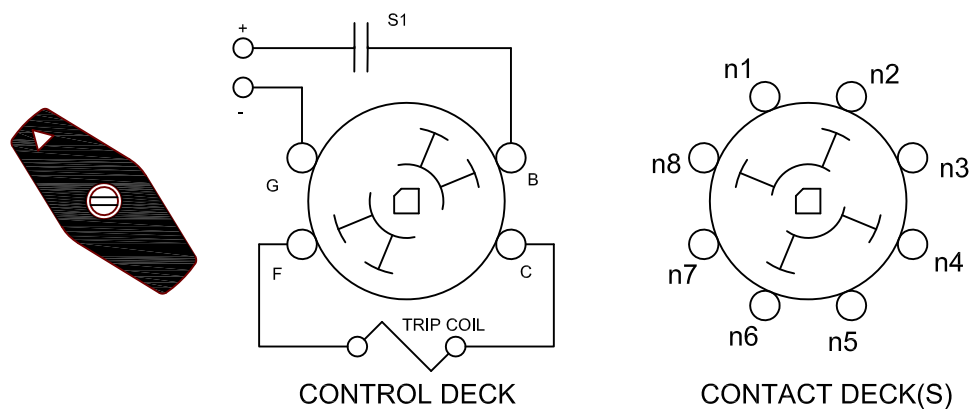 S1
+
-
G
B
F
C
TRIP COIL
CONTROL DECK
n1
n2
n8
n3
n7
n4
n6
n5
CONTACT DECK(S)